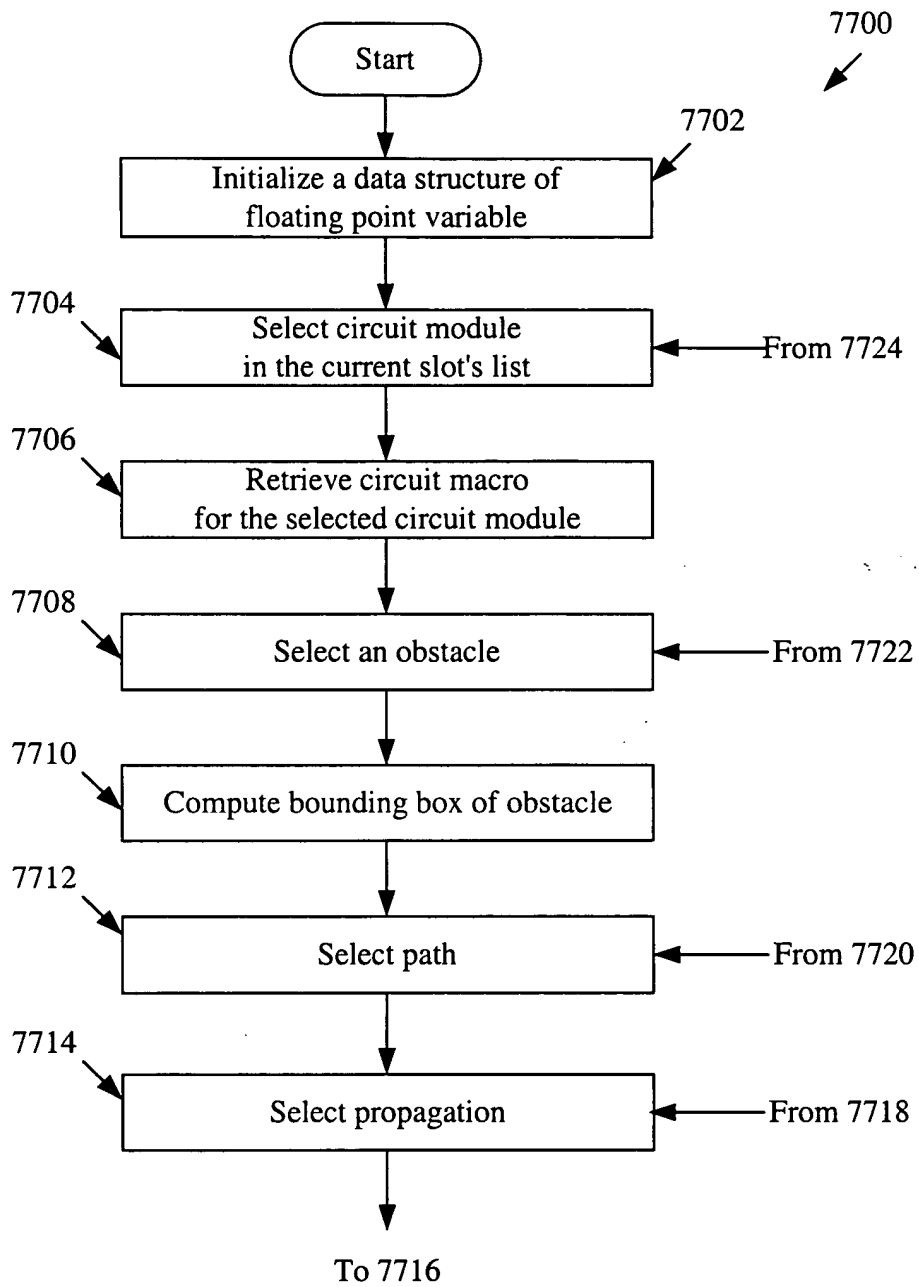 7700
Start
7702
Initialize a data structure of
floating point variable
7704
Select circuit module
in the current slot's list
From 7724
7706
Retrieve circuit macro
for the selected circuit module
7708
Select an obstacle
From 7722
7710
Compute bounding box of obstacle
7712
Select path
From 7720
7714
Select propagation
From 7718
To 7716